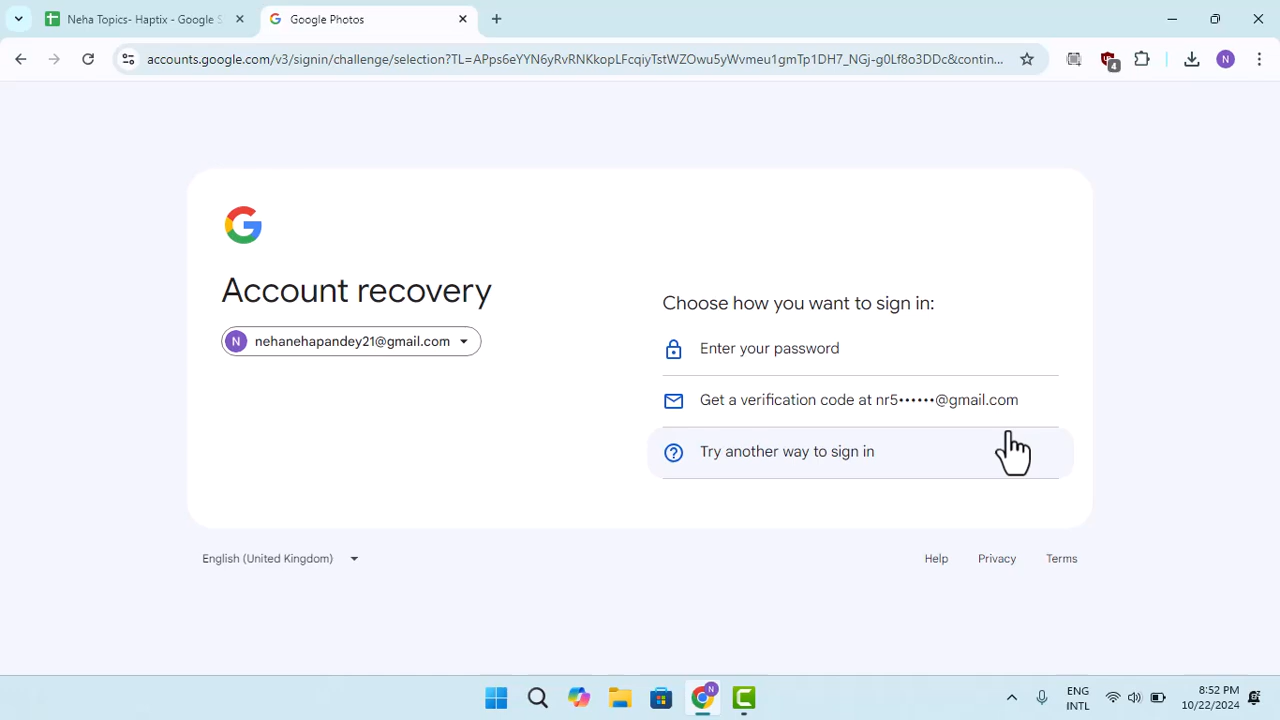 Neha Topics- Haptix - Google S
Google Photos
accounts.google.com/v3/signin/challenge/selection?TL=APps6eYYN6yRvRNKkopLFcqiyTstWZOwu5yWvmeu1gmTp1DH7_NGj-g0Lf8o3DDc&contin...
4
N
Account recovery
N nehanehapandey21@gmail.com
Choose how you want to sign in:
Enter your password
Get a verification code at nr5••••••@gmail.com
Try another way to sign in
English (United Kingdom)
Help Privacy Terms
N
ENG
INTL
8:52 PM
10/22/2024